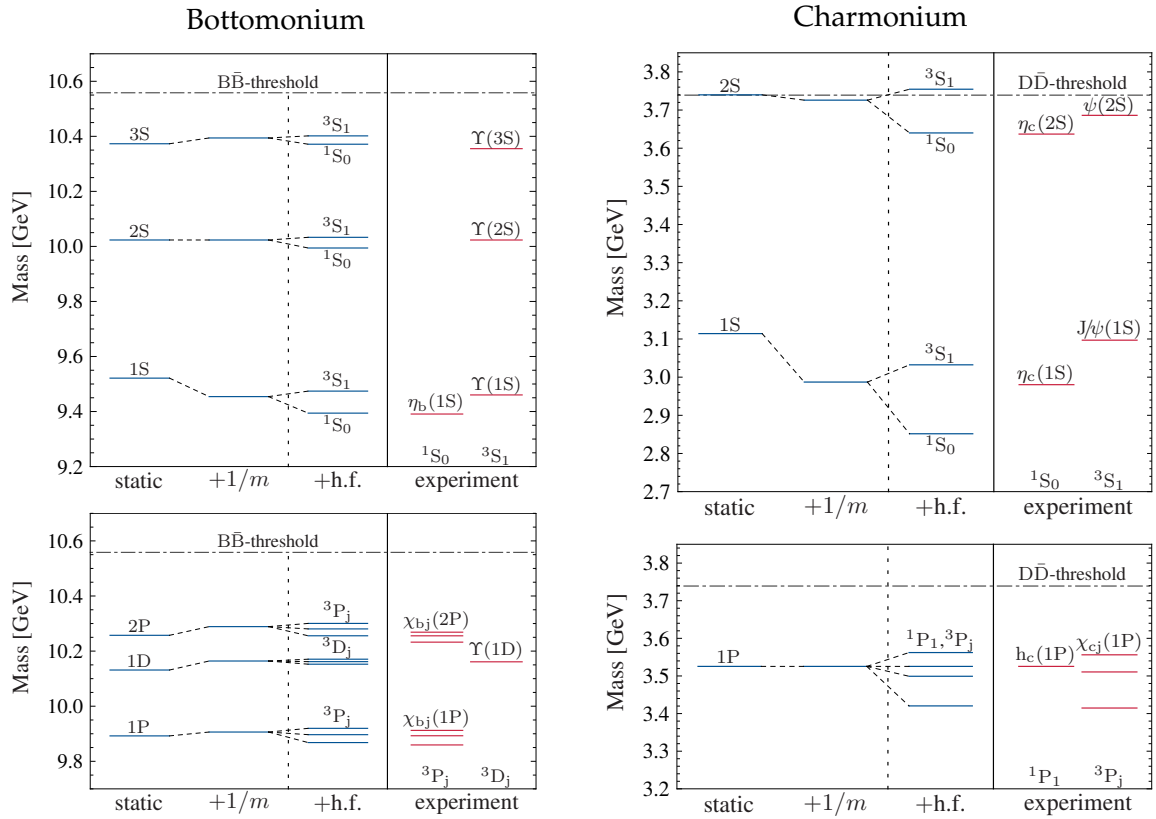 Bottomonium
Mass [GeV]
10.6
10.4
10.2
10.0
9.8
9.6
9.4
9.2
BB̄-threshold
3S
³S₁
¹S₀
Υ(3S)
2S
³S₁
¹S₀
Υ(2S)
1S
³S₁
¹S₀
η_b(1S)
Υ(1S)
¹S₀ ³S₁
static +1/m +h.f. experiment
Mass [GeV]
10.6
10.4
10.2
10.0
9.8
BB̄-threshold
2P
³P_j
χ_bj(2P)
1D
³D_j
Υ(1D)
1P
³P_j
χ_bj(1P)
³P_j ³D_j
static +1/m +h.f. experiment
Charmonium
Mass [GeV]
3.8
3.7
3.6
3.5
3.4
3.3
3.2
3.1
3.0
2.9
2.8
2.7
2S
³S₁
DD̄-threshold
ψ(2S)
η_c(2S)
¹S₀
1S
J/ψ(1S)
³S₁
η_c(1S)
¹S₀
¹S₀ ³S₁
static +1/m +h.f. experiment
Mass [GeV]
3.8
3.7
3.6
3.5
3.4
3.3
3.2
DD̄-threshold
1P
¹P₁,³P_j
h_c(1P)
χ_cj(1P)
¹P₁ ³P_j
static +1/m +h.f. experiment